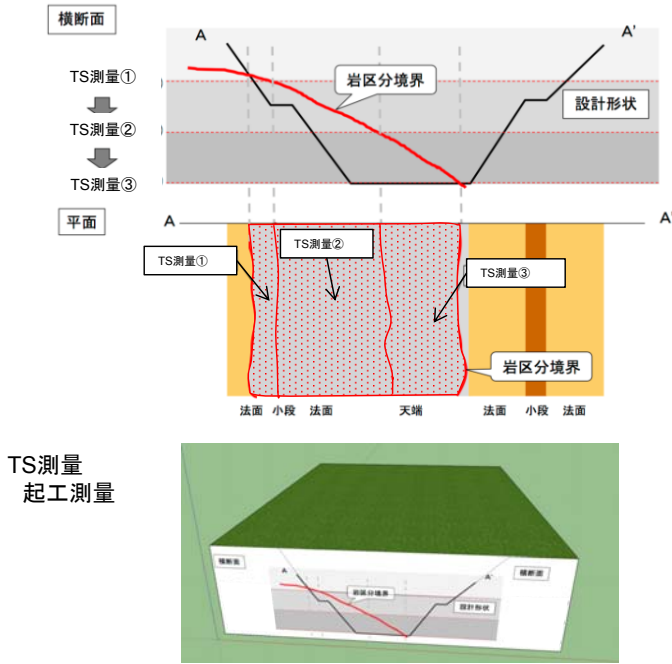 横断面
A
A'
TS測量①
岩区分境界
設計形状
TS測量②
TS測量③
平面
A
A'
TS測量①
TS測量②
TS測量③
岩区分境界
法面 小段 法面 天端 法面 小段 法面
TS測量
起工測量
横断面
A
A'
横断面
岩区分境界
設計形状